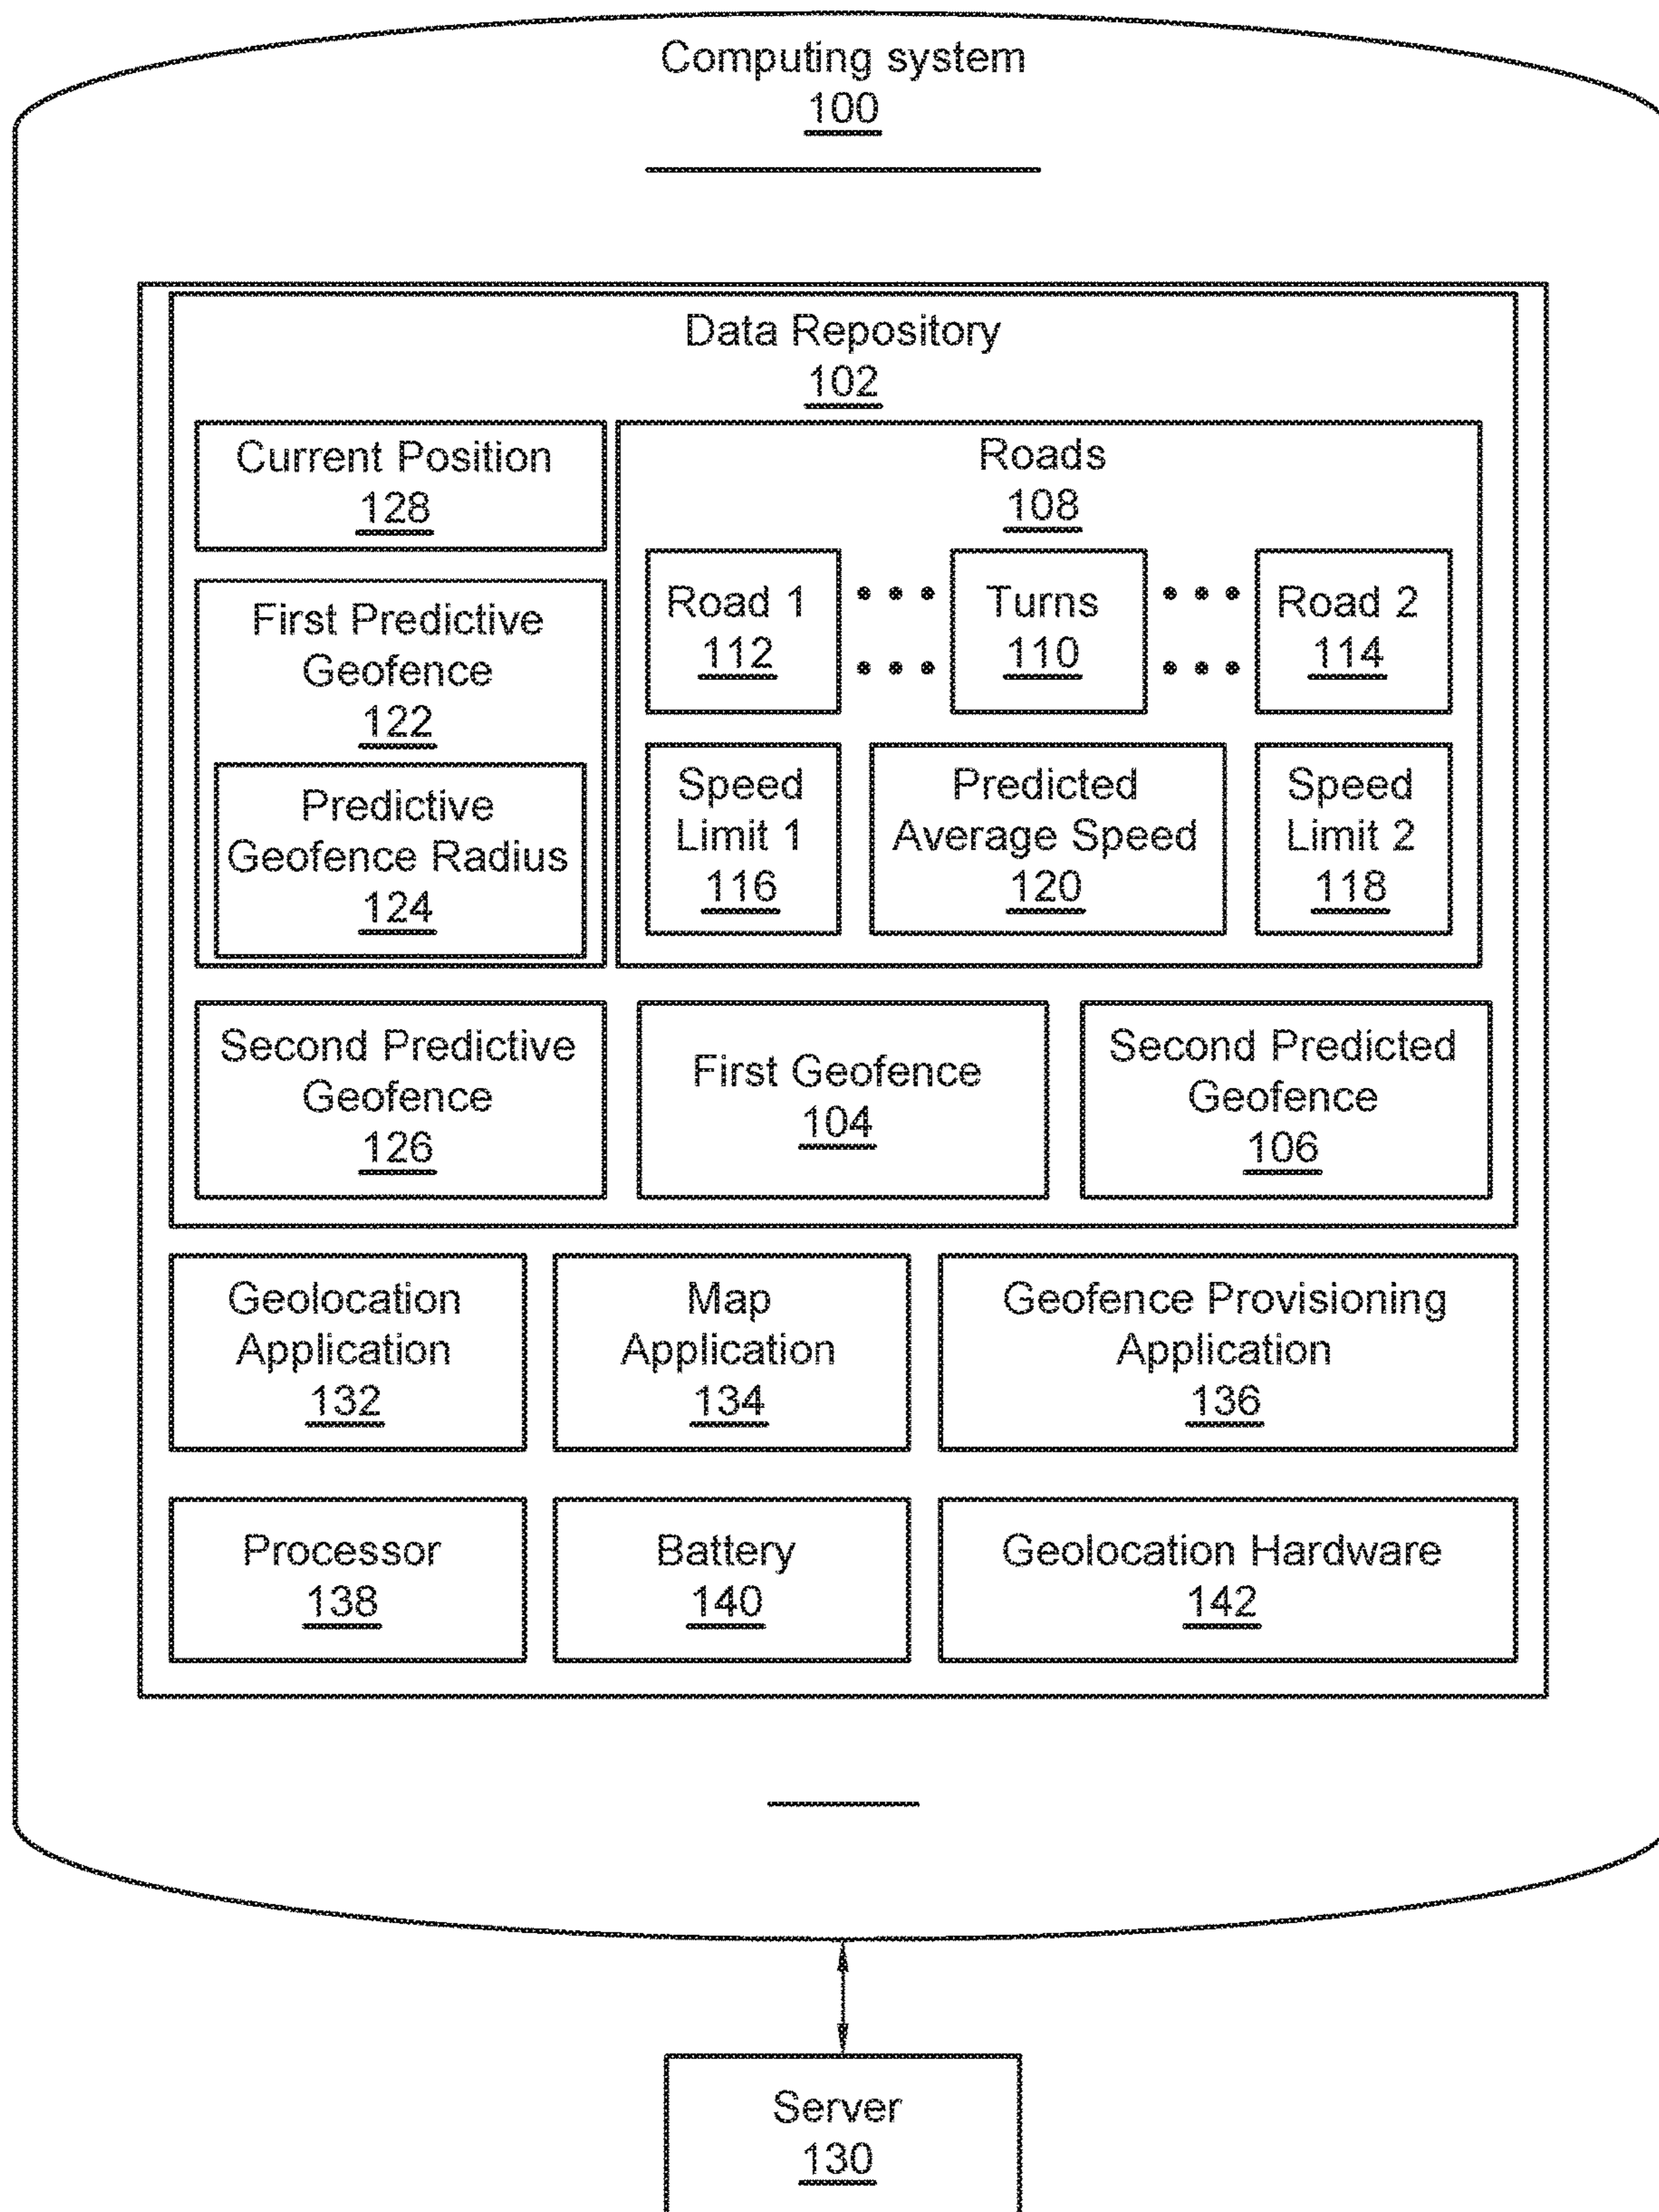 Computing system
100
Data Repository
102
Current Position
128
Roads
108
Road 1
112
Turns
110
Road 2
114
First Predictive
Geofence
122
Predictive
Geofence Radius
124
Speed
Limit 1
116
Predicted
Average Speed
120
Speed
Limit 2
118
Second Predictive
Geofence
126
First Geofence
104
Second Predicted
Geofence
106
Geolocation
Application
132
Map
Application
134
Geofence Provisioning
Application
136
Processor
138
Battery
140
Geolocation Hardware
142
Server
130